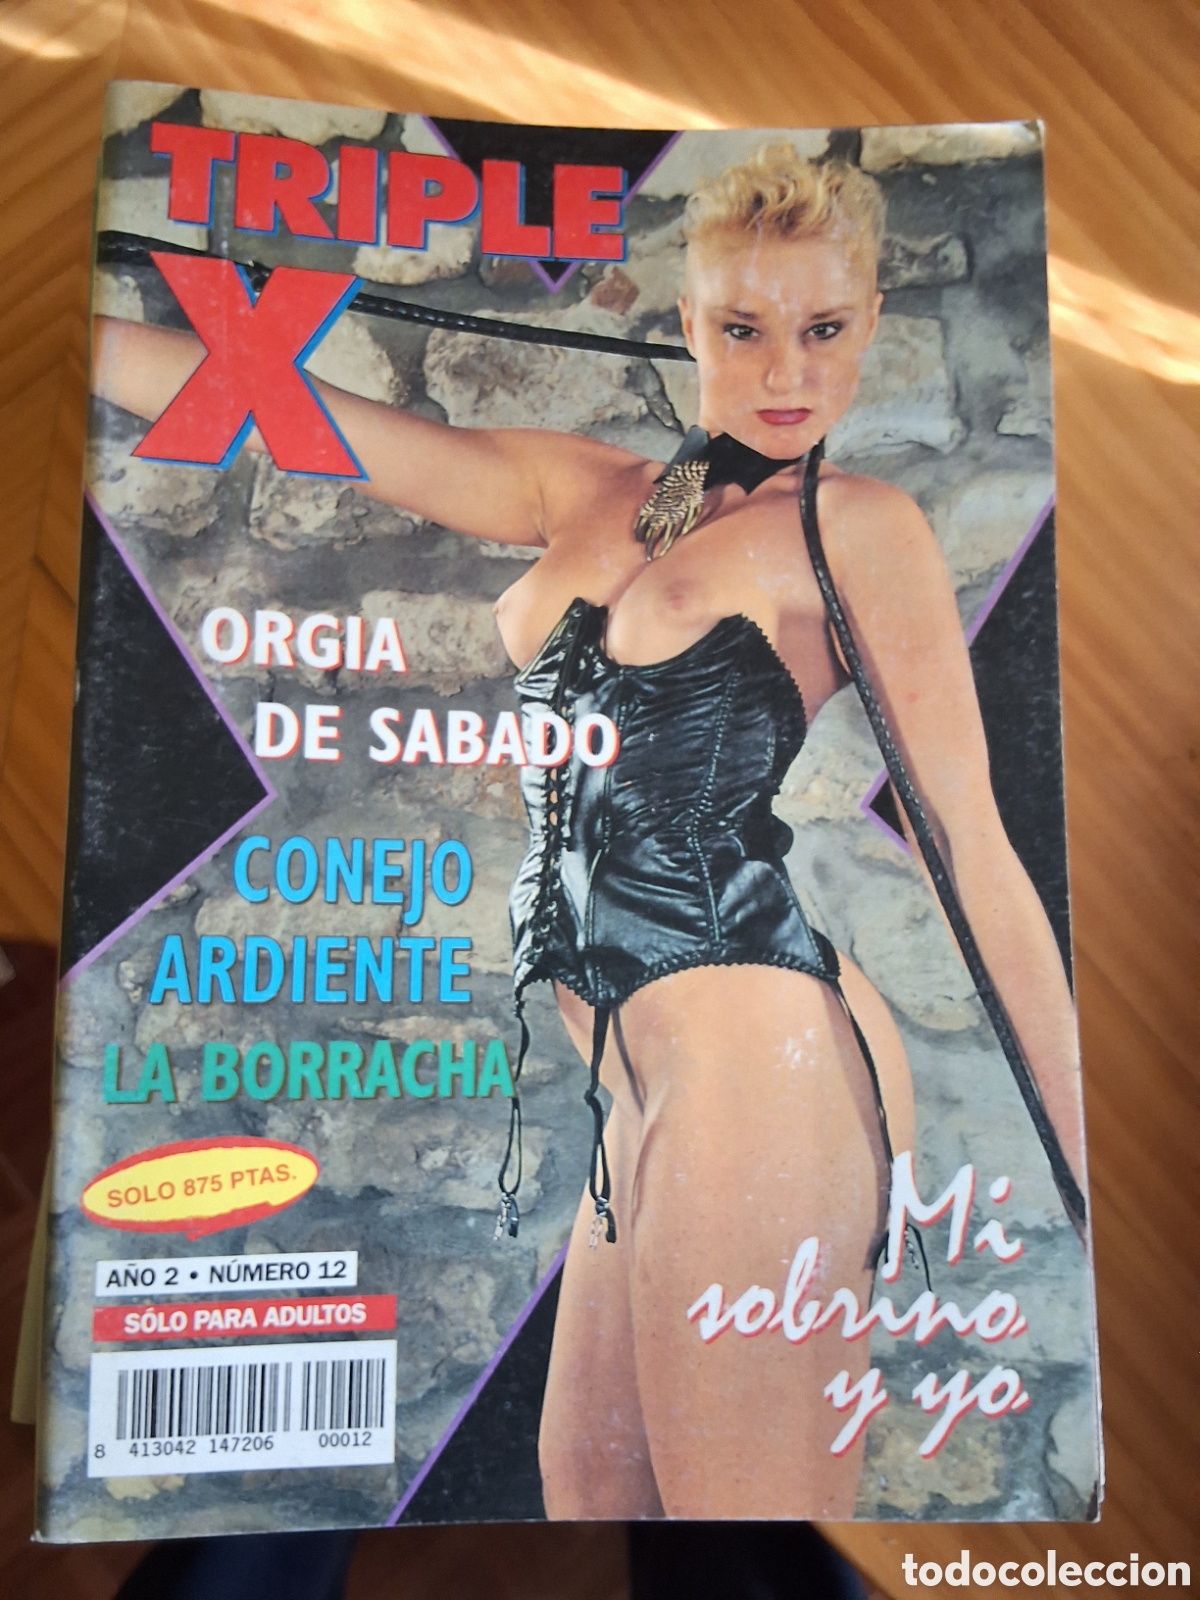 TRIPLE
X
ORGIA
DE SABADO
CONEJO
ARDIENTE
LA BORRACHA
SOLO 875 PTAS.
AÑO 2 • NÚMERO 12
SÓLO PARA ADULTOS
8 413042 147206 00012
Mi
sobrino
y yo
todocoleccion